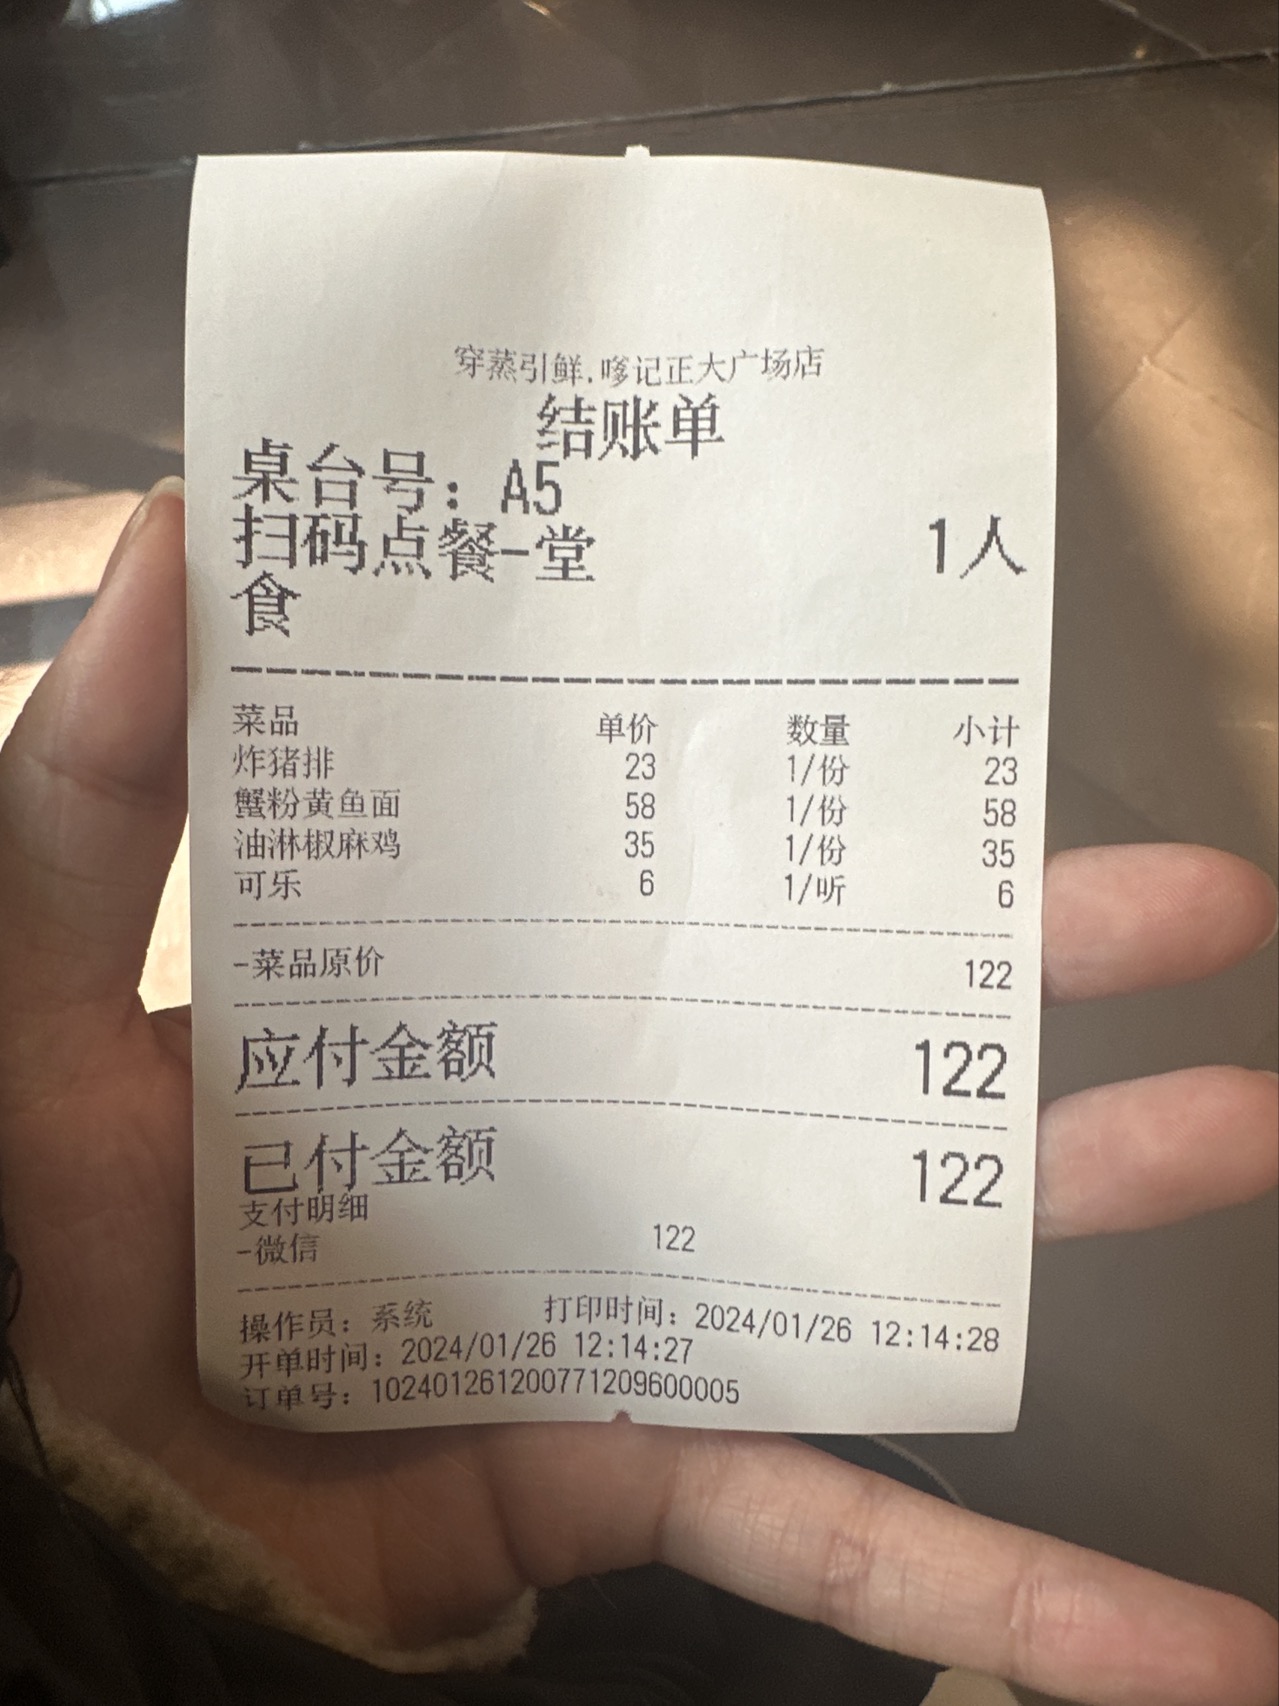 穿蒸引鲜.嗲记正大广场店
结账单
桌台号：A5
扫码点餐-堂 1人
食
菜品 单价 数量 小计
炸猪排 23 1/份 23
蟹粉黄鱼面 58 1/份 58
油淋椒麻鸡 35 1/份 35
可乐 6 1/听 6
-菜品原价 122
应付金额 122
已付金额 122
支付明细
-微信 122
操作员：系统 打印时间：2024/01/26 12:14:28
开单时间：2024/01/26 12:14:27
订单号：102401261200771209600005